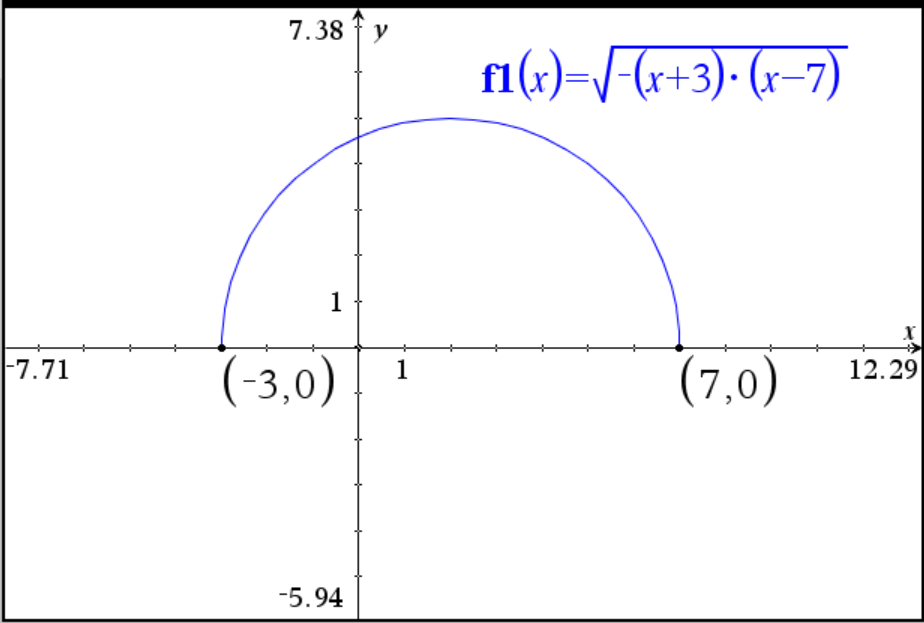 7.38 y
f1(x)=√-(x+3)·(x-7)
1
x
-7.71 1 12.29
(-3,0) (7,0)
-5.94